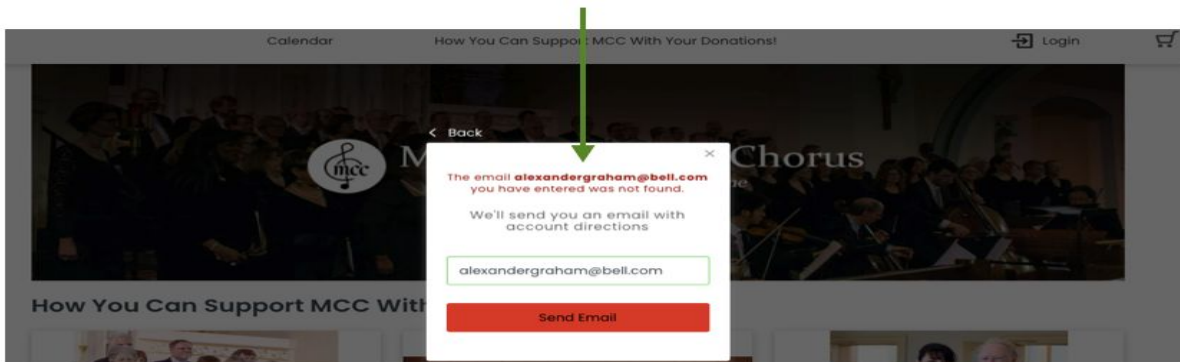 Calendar
How You Can Support MCC With Your Donations!
Login
< Back
mcc
M
Chorus
ae
×
The email alexandergraham@bell.com
you have entered was not found.
We'll send you an email with
account directions
alexandergraham@bell.com
Send Email
How You Can Support MCC With